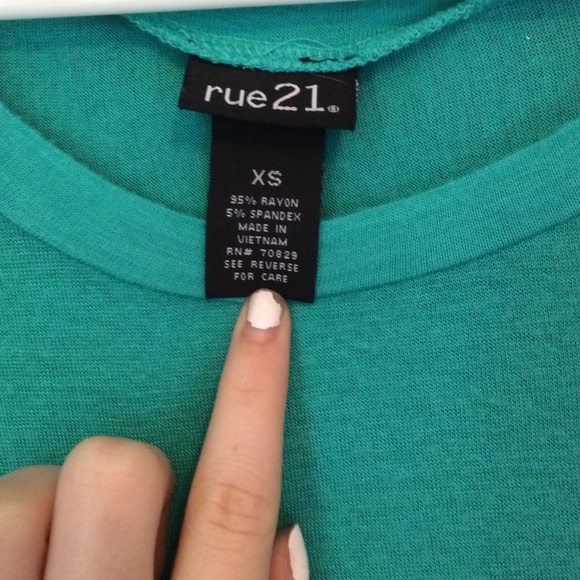 rue21®
XS
95% RAYON
5% SPANDEX
MADE IN
VIETNAM
RN# 70829
SEE REVERSE
FOR CARE